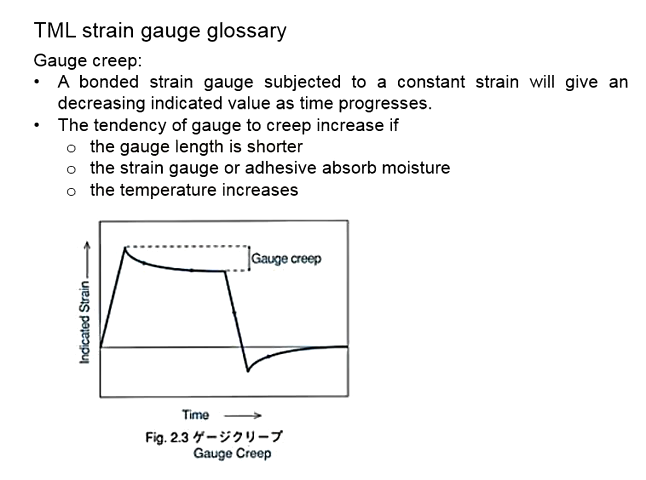 TML strain gauge glossary
Gauge creep:
• A bonded strain gauge subjected to a constant strain will give an
decreasing indicated value as time progresses.
• The tendency of gauge to creep increase if
o the gauge length is shorter
o the strain gauge or adhesive absorb moisture
o the temperature increases
Gauge creep
Indicated Strain
Time
Fig. 2.3 ゲージクリープ
Gauge Creep